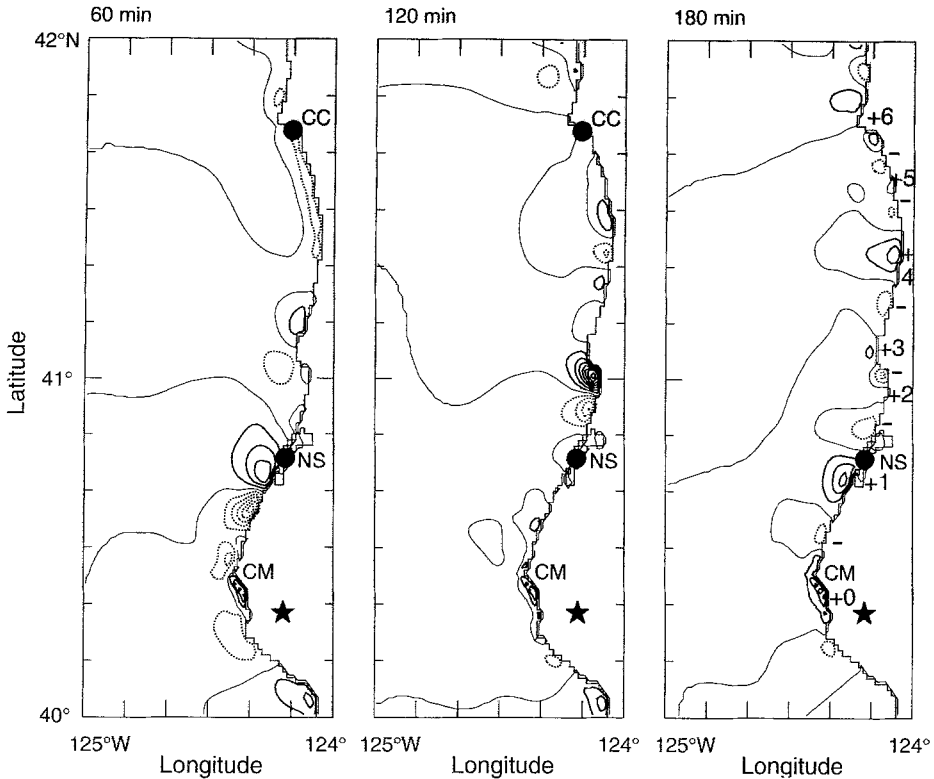 60 min
120 min
180 min
42°N
41°
40°
Latitude
CC
NS
CM
125°W
124°
Longitude
CC
NS
CM
125°W
124°
Longitude
+6
-
+5
-
+
4
-
+3
-
+2
-
NS
+1
-
CM
+0
125°W
124°
Longitude